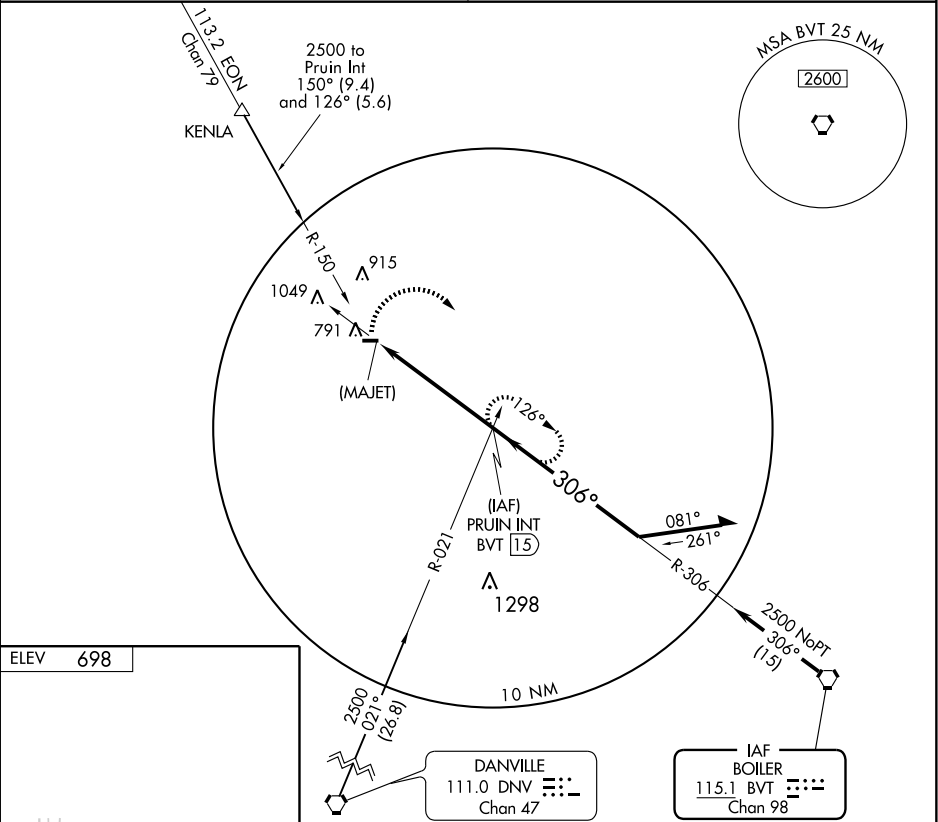 113.2 EON
Chan 79
KENLA
2500 to
Pruin Int
150° (9.4)
and 126° (5.6)
MSA BVT 25 NM
2600
R-150
915
1049
791
(MAJET)
126°
306°
(IAF)
PRUIN INT
BVT 15
R-021
1298
081°
261°
R-306
2500 NoPT
306°
(15)
10 NM
ELEV 698
2500
021°
(26.8)
DANVILLE
111.0 DNV
Chan 47
IAF
BOILER
115.1 BVT
Chan 98